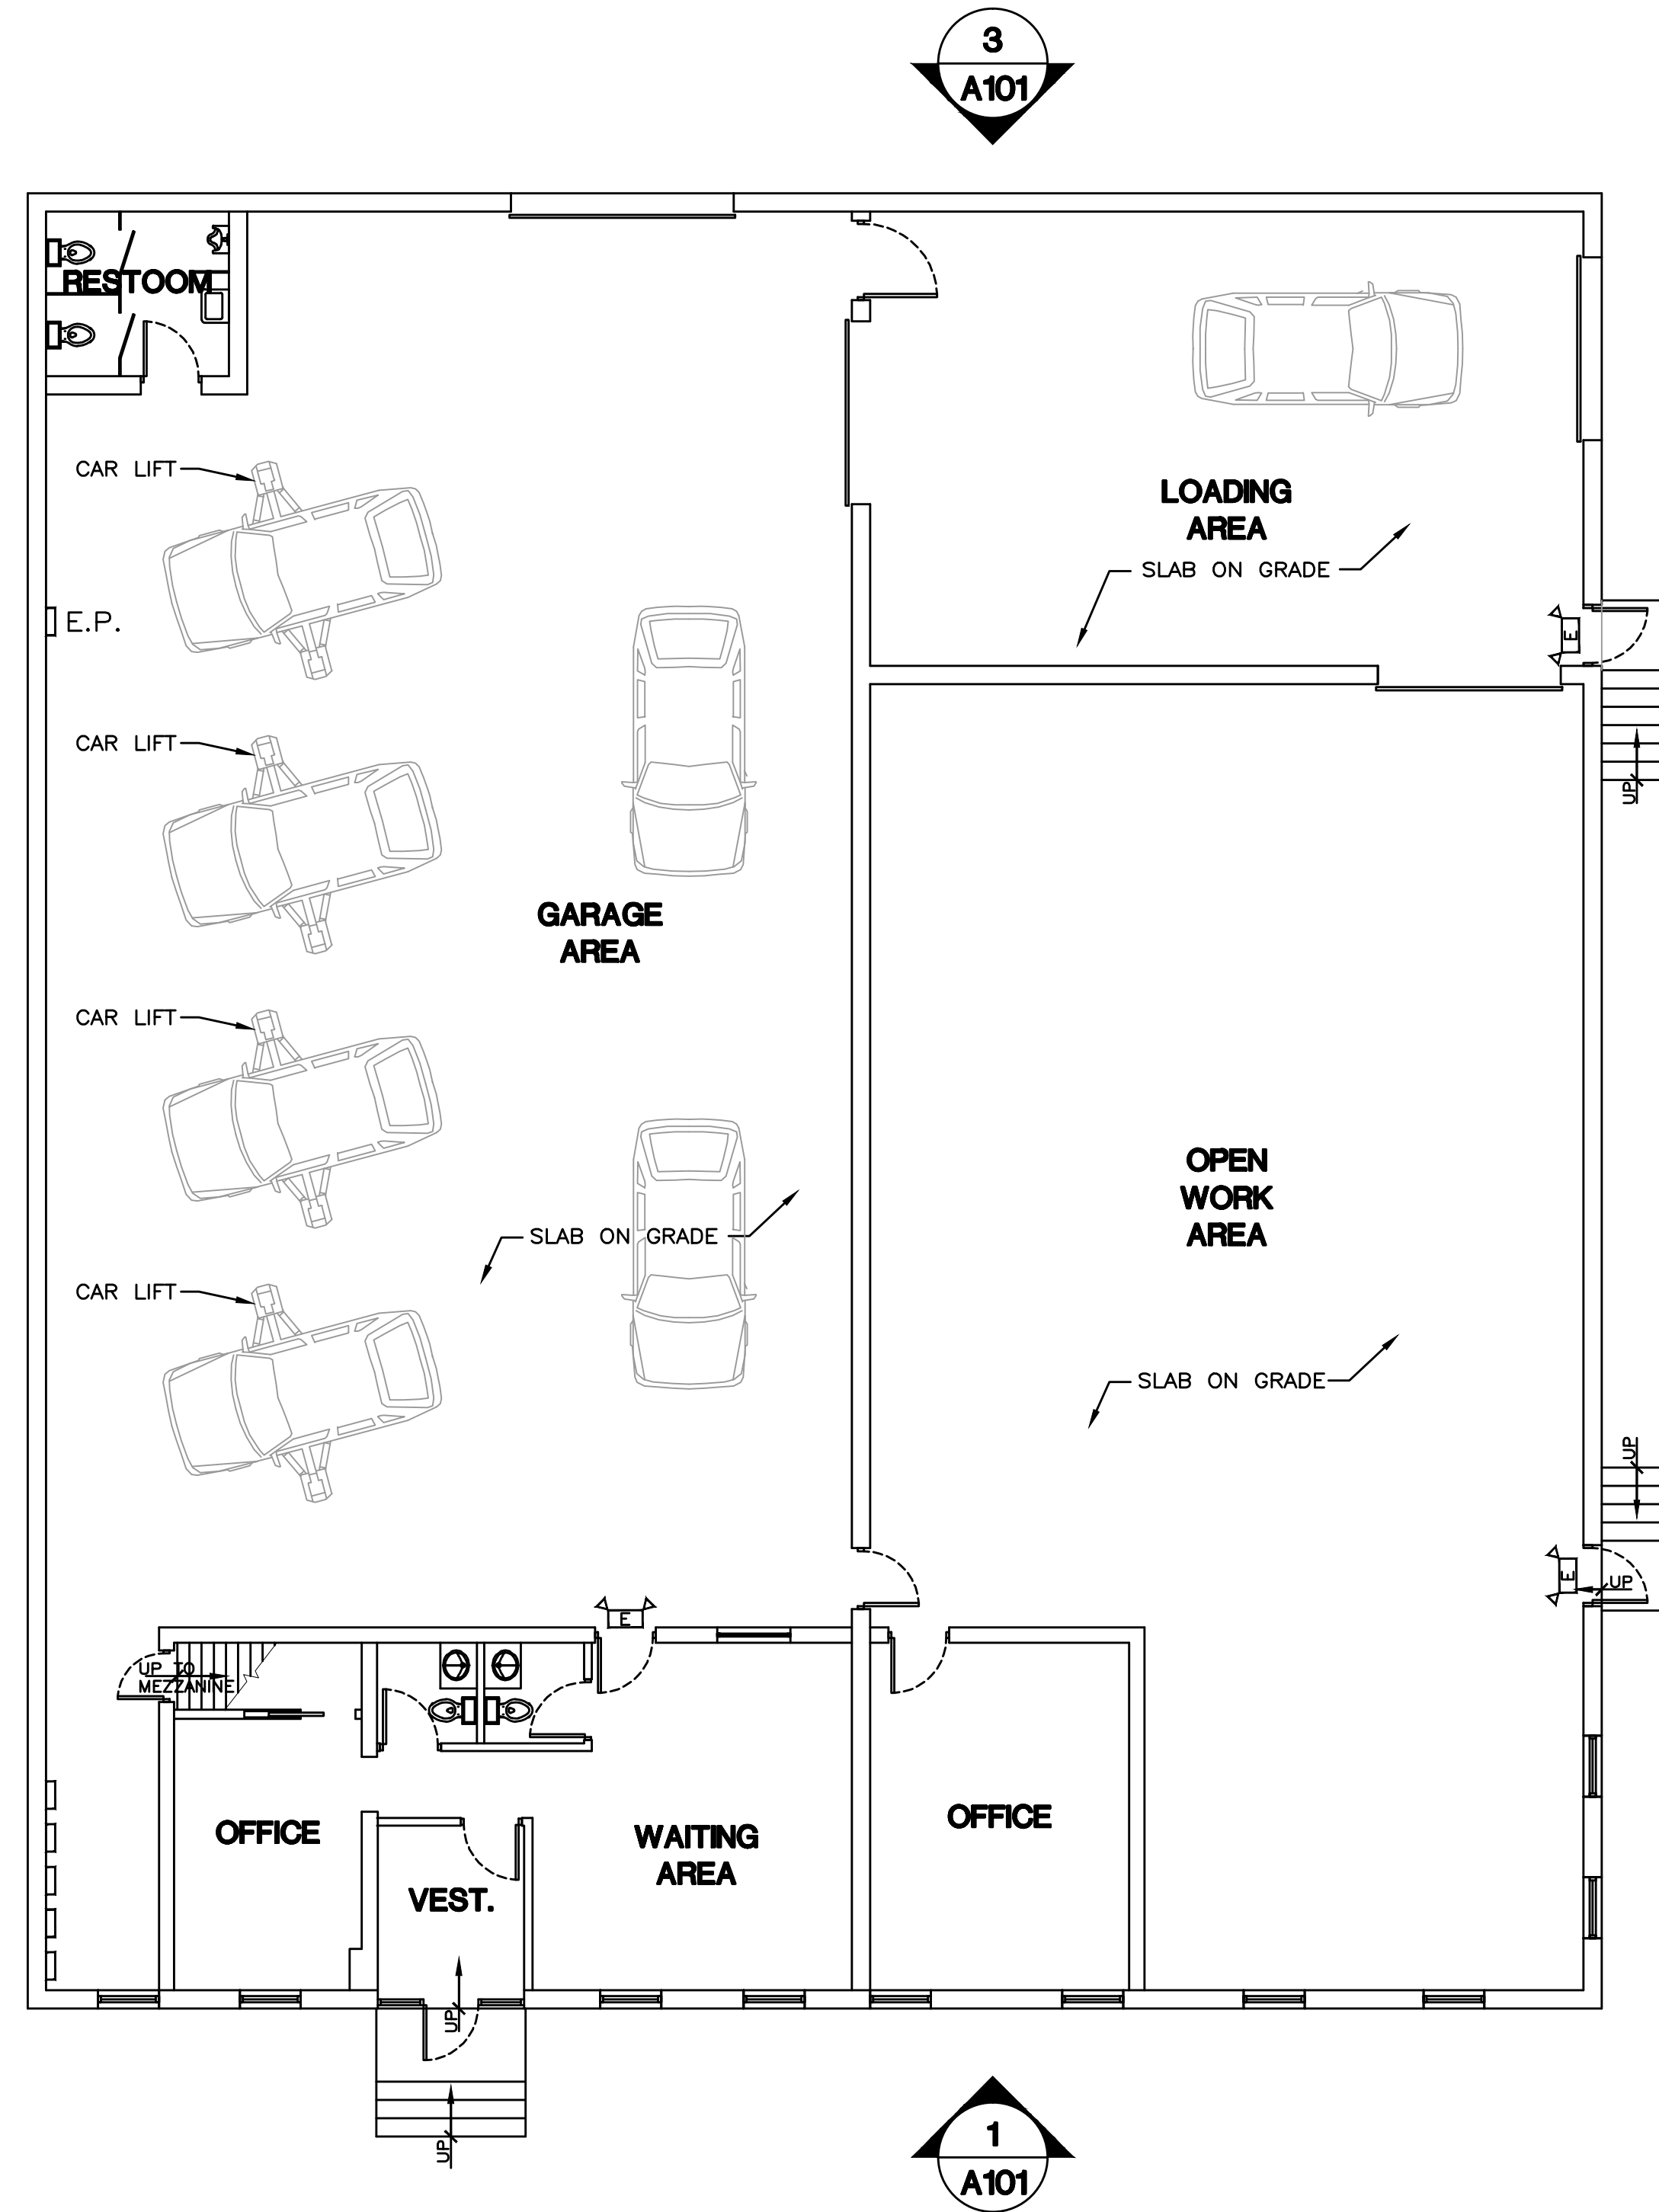 3
A101
RESTOOM
CAR LIFT
LOADING
AREA
SLAB ON GRADE
E.P.
E
UP
CAR LIFT
GARAGE
AREA
CAR LIFT
OPEN
WORK
AREA
SLAB ON GRADE
CAR LIFT
SLAB ON GRADE
UP
E
UP
E
UP TO
MEZZANINE
OFFICE
WAITING
AREA
OFFICE
VEST.
UP
UP
1
A101